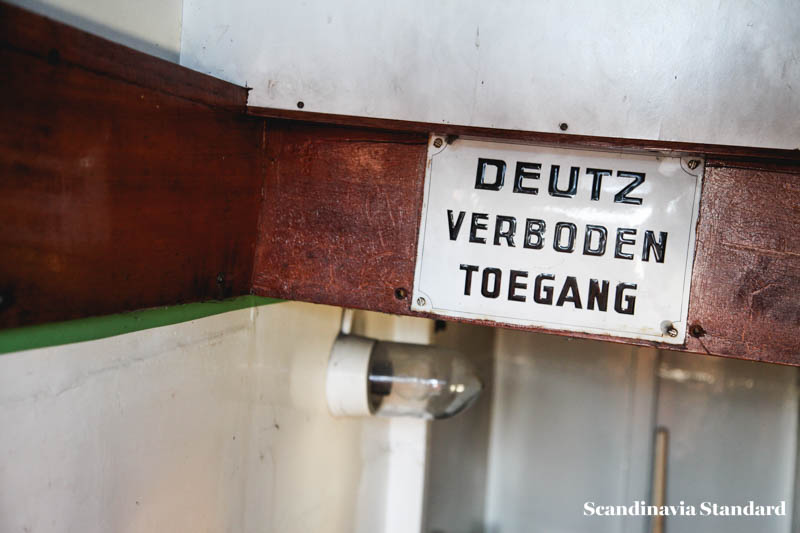 DEUTZ
VERBODEN
TOEGANG
Scandinavia Standard